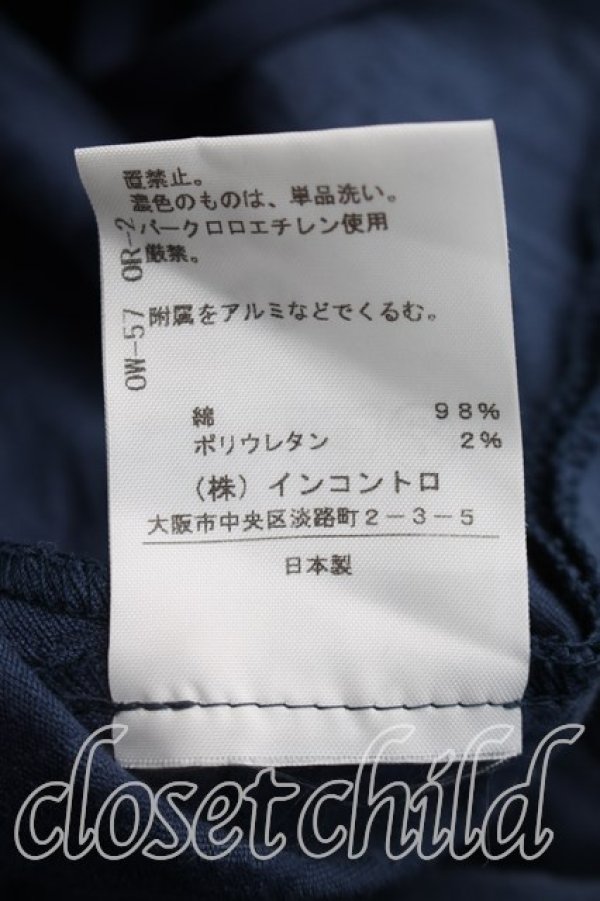 置禁止。
濃色のものは、単品洗い。
パークロロエチレン使用
厳禁。
附属をアルミなどでくるむ。
OW-57 OR-2
綿 98%
ポリウレタン 2%
(株)インコントロ
大阪市中央区淡路町2-3-5
日本製
closet child